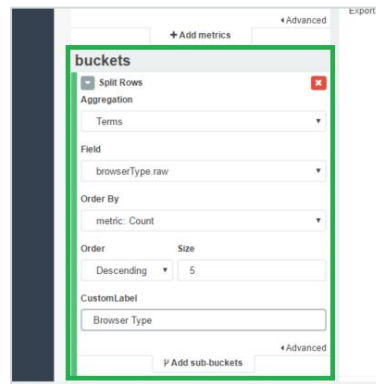 Export
Advanced
+ Add metrics
buckets
Split Rows
Aggregation
Terms
Field
browserType.raw
Order By
metric: Count
Order Size
Descending 5
CustomLabel
Browser Type
Advanced
Add sub-buckets